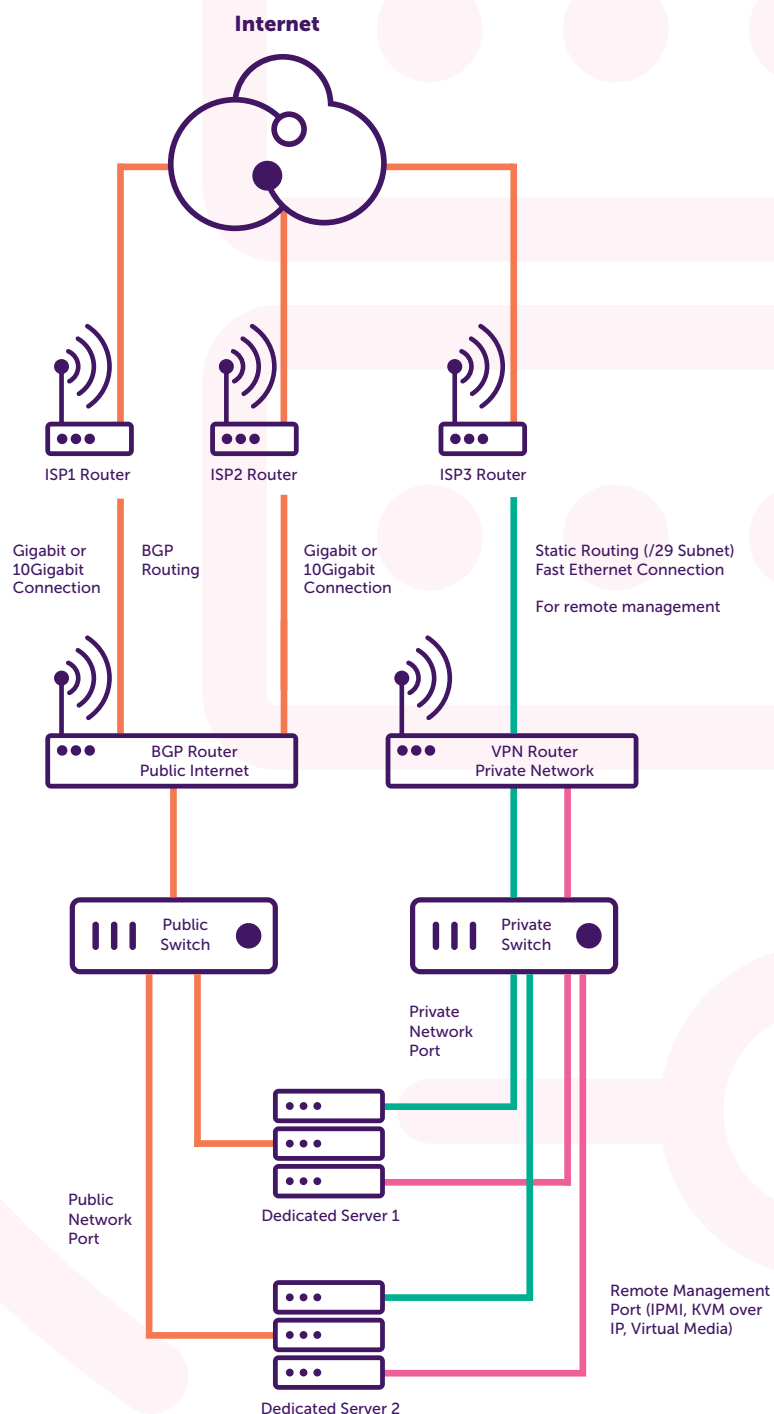 Internet
ISP1 Router
ISP2 Router
ISP3 Router
Gigabit or
10Gigabit
Connection
BGP
Routing
Gigabit or
10Gigabit
Connection
Static Routing (/29 Subnet)
Fast Ethernet Connection
For remote management
BGP Router
Public Internet
VPN Router
Private Network
Public
Switch
Private
Switch
Private
Network
Port
Public
Network
Port
Dedicated Server 1
Remote Management
Port (IPMI, KVM over
IP, Virtual Media)
Dedicated Server 2